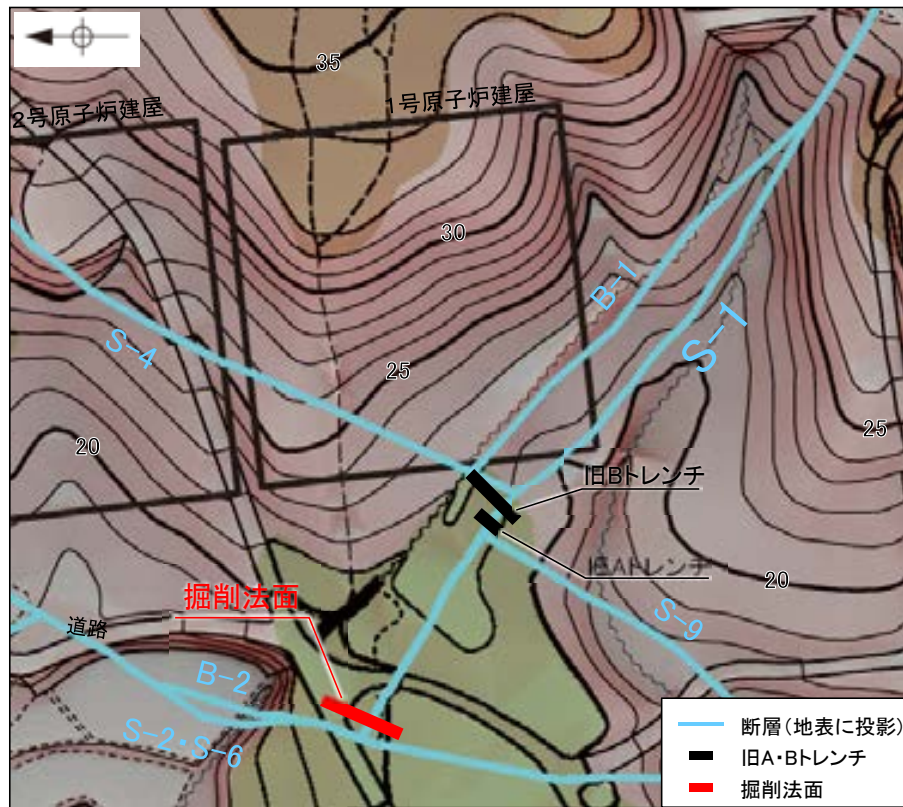 35
2号原子炉建屋
1号原子炉建屋
30
B-1
S-4
S-1
25
25
20
旧Bトレンチ
旧Aトレンチ
20
掘削法面
S-9
道路
B-2
S-2・S-6
断層(地表に投影)
旧A・Bトレンチ
掘削法面